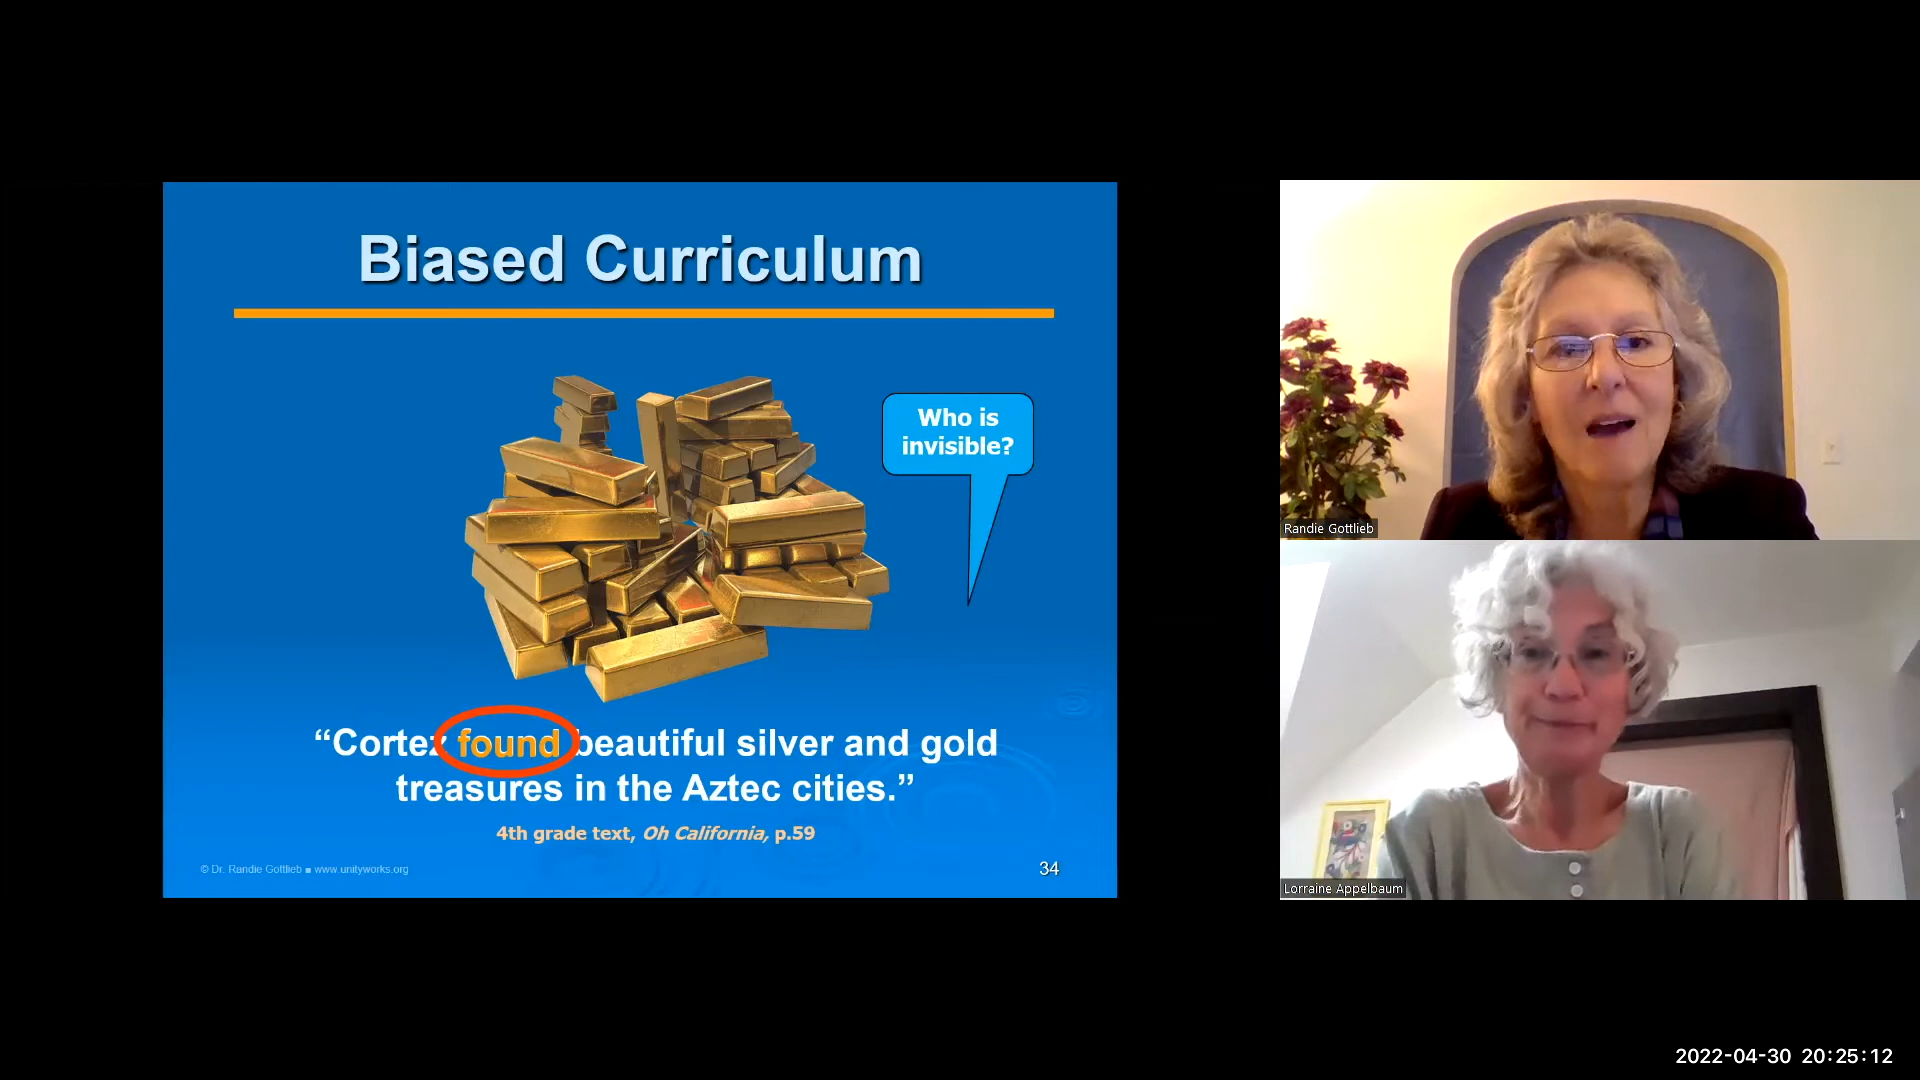 Biased Curriculum
Who is
invisible?
“Cortez found beautiful silver and gold
treasures in the Aztec cities.”
4th grade text, Oh California, p.59
© Dr. Randie Gottlieb ■ www.unityworks.org
34
Randie Gottlieb
Lorraine Appelbaum
2022-04-30 20:25:12